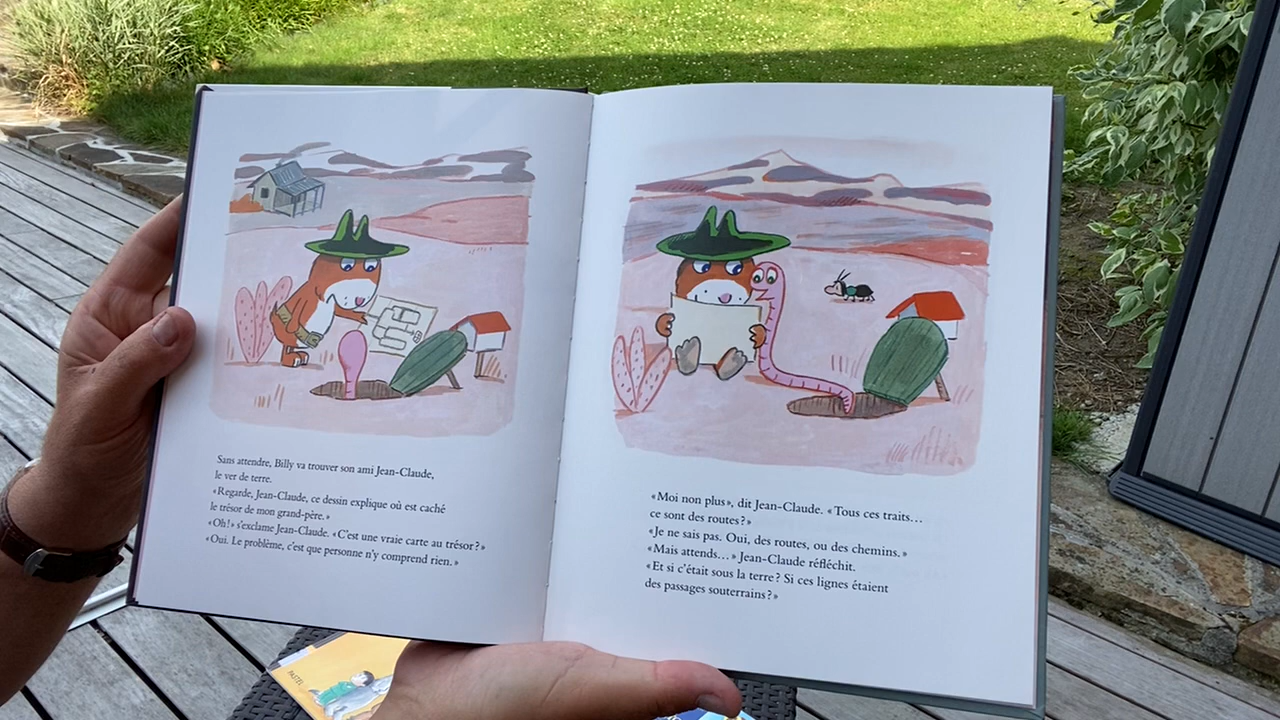 Sans attendre, Billy va trouver son ami Jean-Claude,
le ver de terre.
«Regarde, Jean-Claude, ce dessin explique où est caché
le trésor de mon grand-père.»
«Oh!» s'exclame Jean-Claude. «C'est une vraie carte au trésor?»
«Oui. Le problème, c'est que personne n'y comprend rien.»
«Moi non plus», dit Jean-Claude. «Tous ces traits…
ce sont des routes?»
«Je ne sais pas. Oui, des routes, ou des chemins.»
«Mais attends…» Jean-Claude réfléchit.
«Et si c'était sous la terre? Si ces lignes étaient
des passages souterrains?»
PASTEL